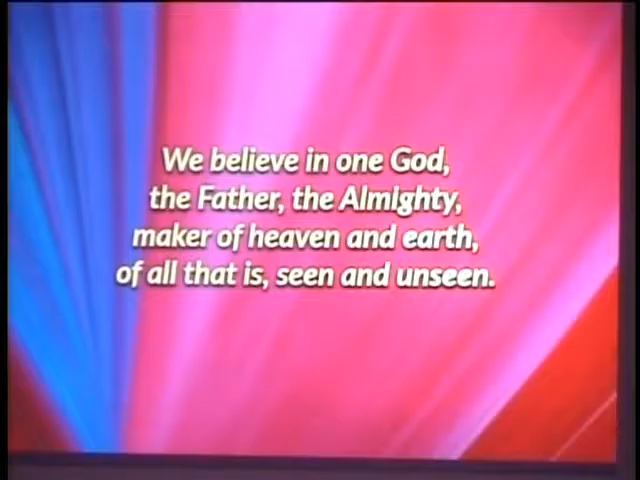 We believe in one God,
the Father, the Almighty,
maker of heaven and earth,
of all that is, seen and unseen.